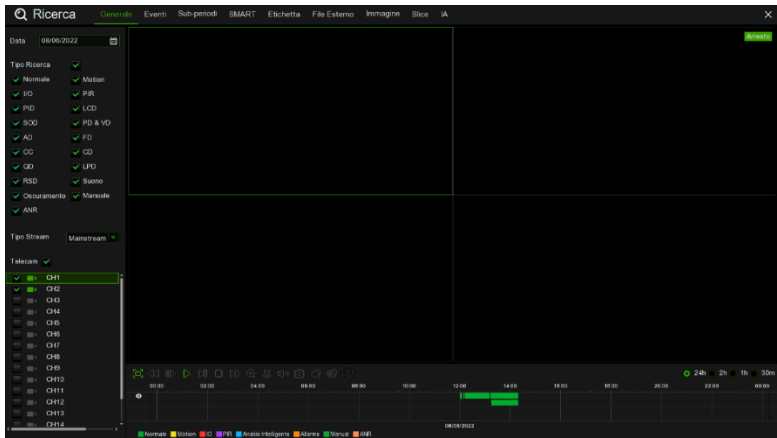 Ricerca Generale Eventi Sub-periodi SMART Etichetta File Esterno Immagine Slice IA
Data 08/06/2022
Arresto
Tipo Ricerca
Normale Motion
I/O PIR
PID LCD
SOD PD & VD
AD FD
CC CD
QD LPD
RSD Suono
Oscuramento Manuale
ANR
Tipo Stream Mainstream
Telecam
CH1
CH2
CH3
CH4
CH5
CH6
CH7
CH8
CH9
CH10
CH11
CH12
CH13
CH14
24h 2h 1h 30m
00:00 02:00 04:00 06:00 08:00 10:00 12:00 14:00 16:00 18:00 20:00 22:00 00:00
08/06/2022
Normale Motion IO PIR Analisi Intelligente Allarme Manual ANR